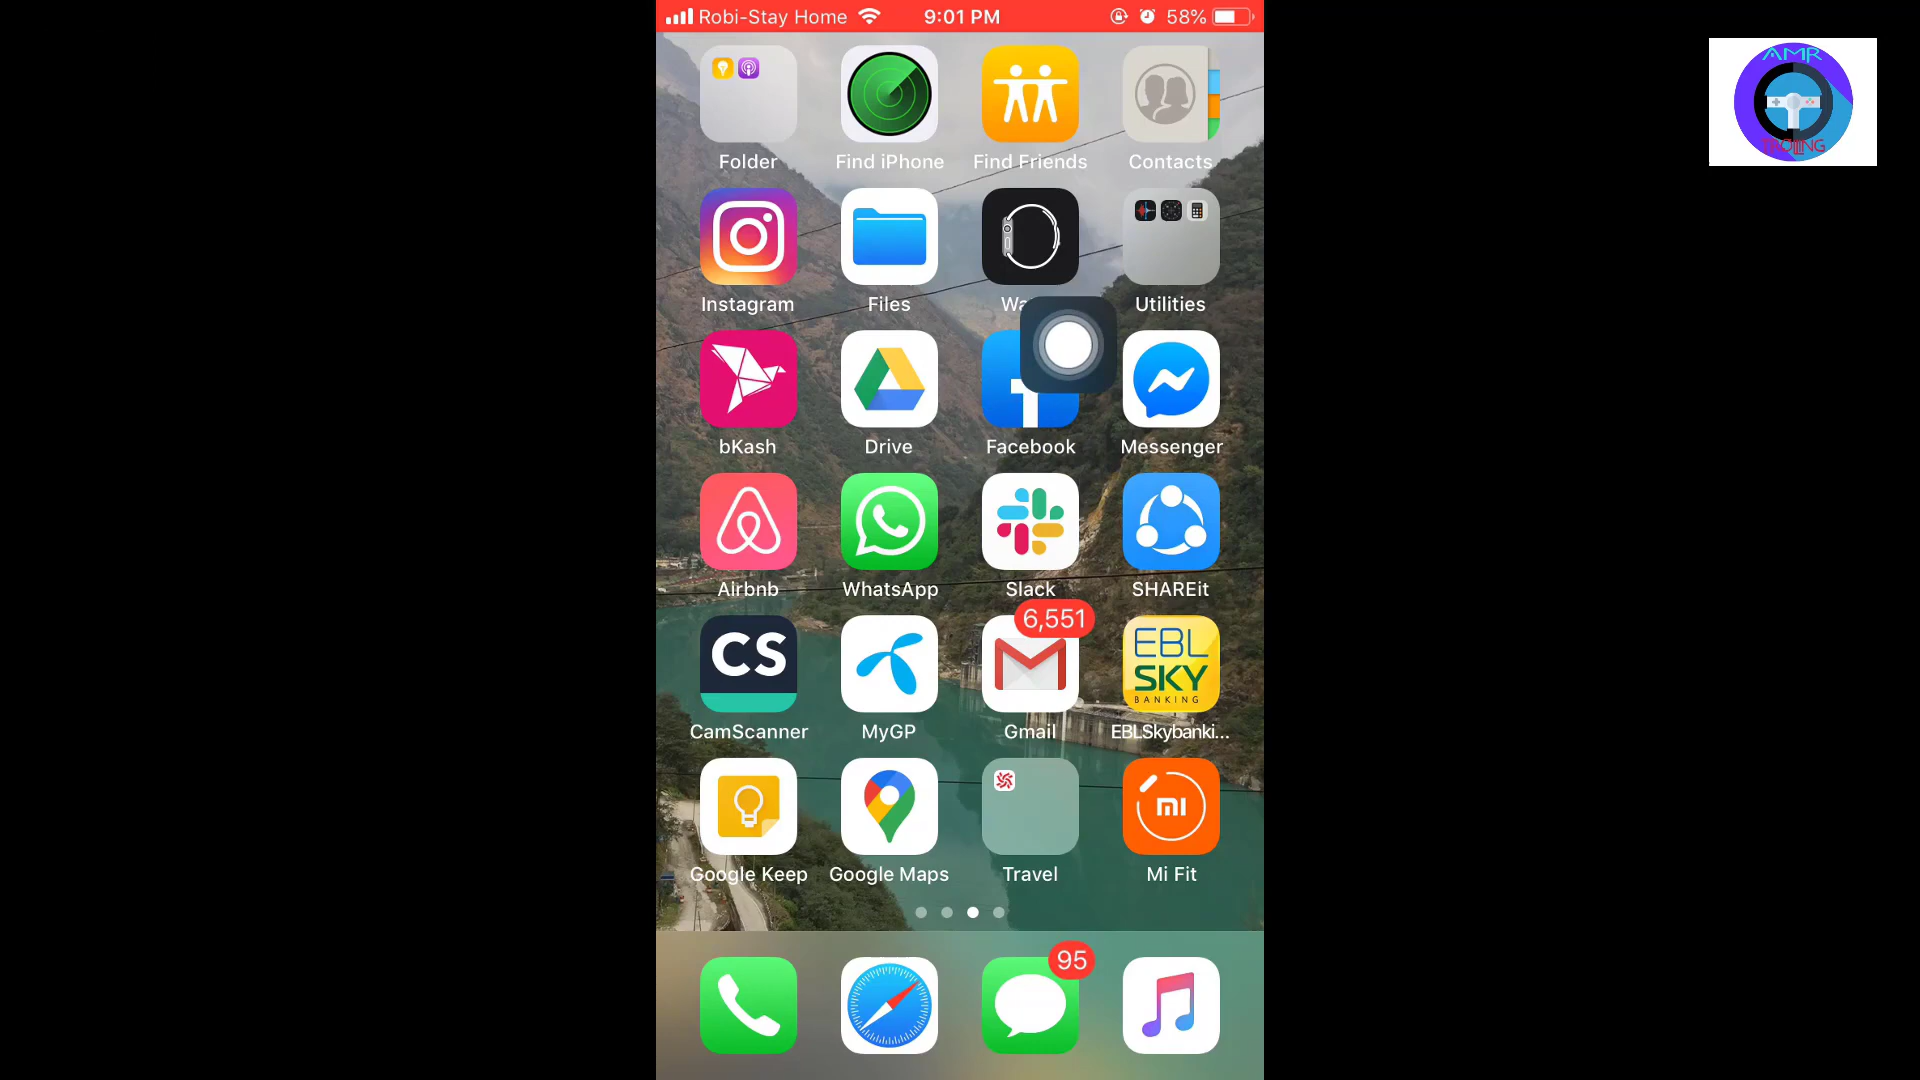 Robi-Stay Home 9:01 PM 58%
Folder Find iPhone Find Friends Contacts
Instagram Files Wa Utilities
bKash Drive Facebook Messenger
Airbnb WhatsApp Slack SHAREit
6,551
CS
EBL
SKY
BANKING
CamScanner MyGP Gmail EBLSkybanki...
mi
Google Keep Google Maps Travel Mi Fit
95
AMR
TROLLING